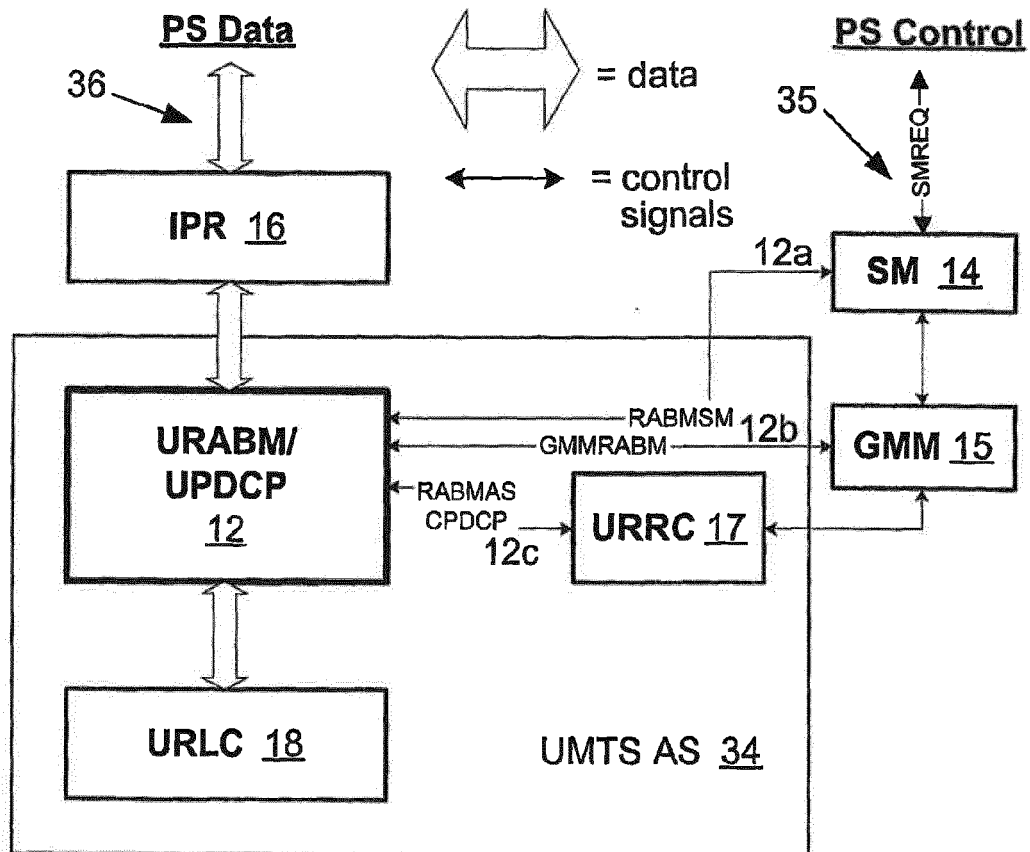 PS Data
PS Control
36
= data
35
SMREQ
= control
signals
IPR 16
12a
SM 14
RABMSM
12b
GMMRABM
GMM 15
URABM/
UPDCP
12
RABMAS
CPDCP
12c
URRC 17
URLC 18
UMTS AS 34